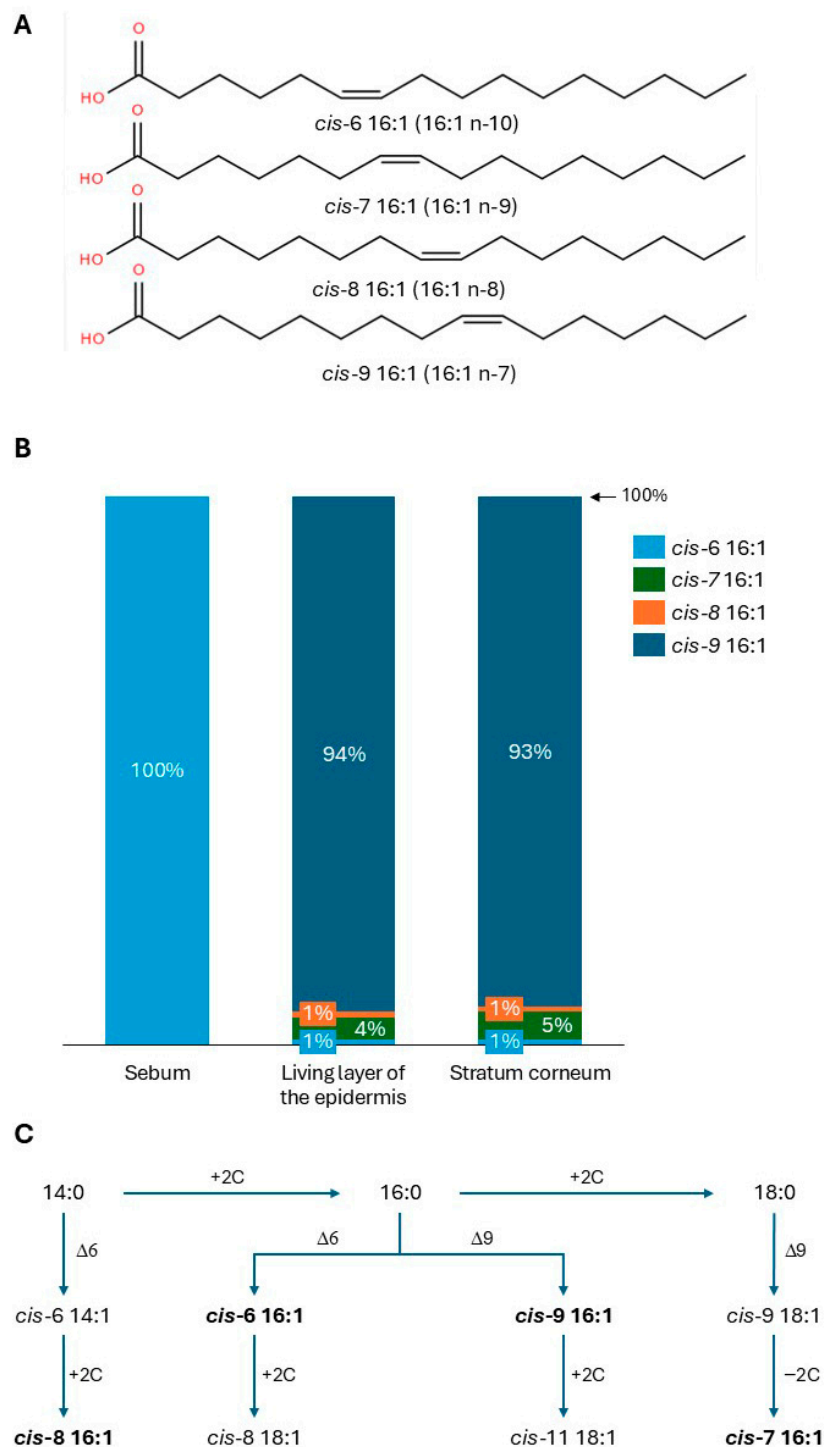 A
O
HO
cis-6 16:1 (16:1 n-10)
O
HO
cis-7 16:1 (16:1 n-9)
O
HO
cis-8 16:1 (16:1 n-8)
O
HO
cis-9 16:1 (16:1 n-7)
B
100%
cis-6 16:1
cis-7 16:1
cis-8 16:1
cis-9 16:1
100%
94%
93%
1%
4%
1%
1%
5%
1%
Sebum
Living layer of
the epidermis
Stratum corneum
C
14:0 +2C 16:0 +2C 18:0
Δ6 Δ6 Δ9 Δ9
cis-6 14:1 cis-6 16:1 cis-9 16:1 cis-9 18:1
+2C +2C +2C −2C
cis-8 16:1 cis-8 18:1 cis-11 18:1 cis-7 16:1